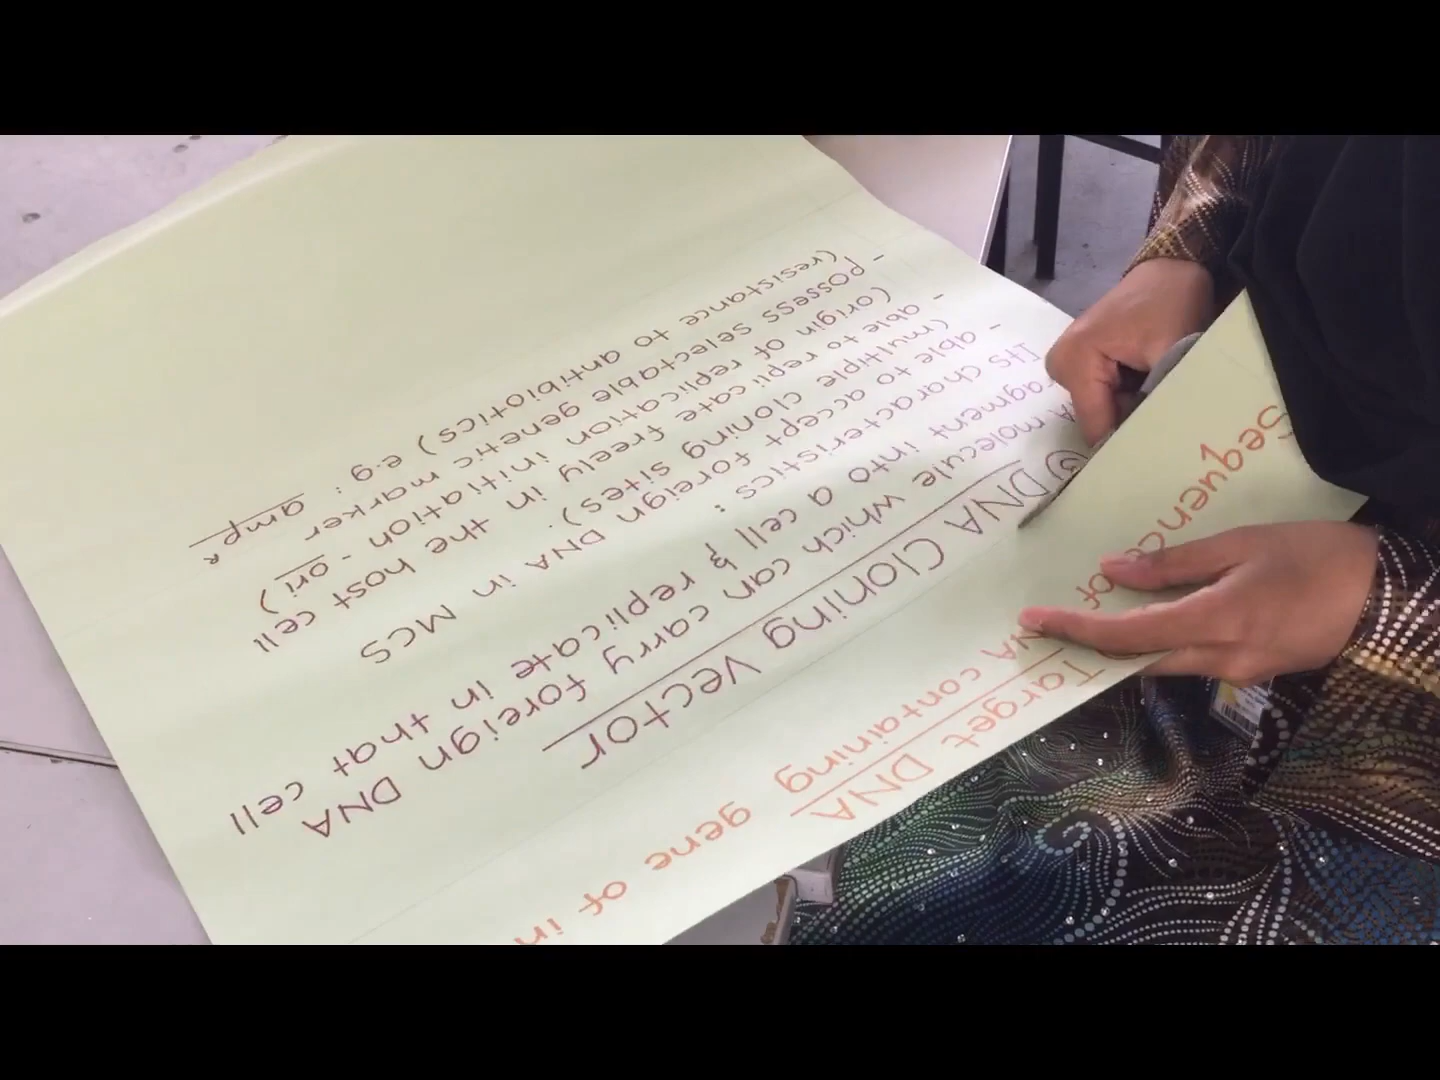 Target DNA
Sequence of DNA containing gene of in
③ DNA Cloning Vector
molecule which can carry foreign DNA
fragment into a cell & replicate in that cell
Its characteristics :
- able to accept foreign DNA in MCS
(multiple cloning sites).
- able to replicate freely in the host cell
(origin of replication initiation - ori)
- possess selectable genetic marker
(resistance to antibiotics) e.g : ampᴿ